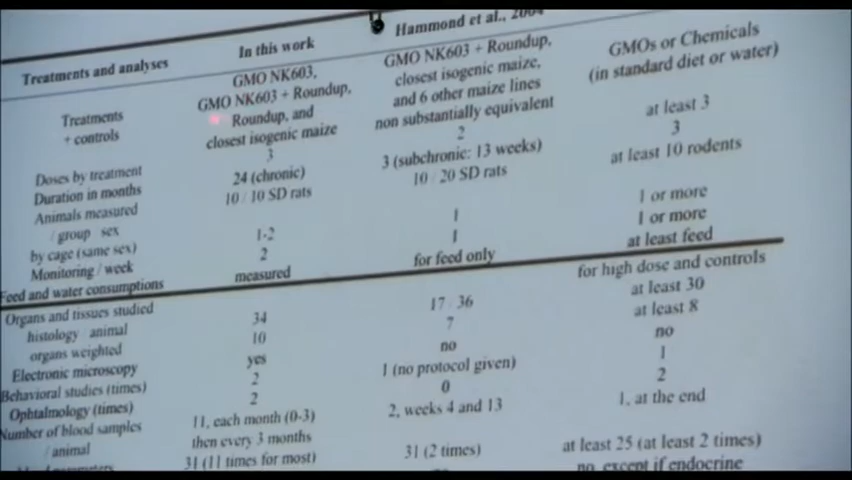 Hammond et al., 2004
Treatments and analyses In this work GMOs or Chemicals
GMO NK603, GMO NK603 + Roundup, (in standard diet or water)
GMO NK603 + Roundup, closest isogenic maize,
Treatments Roundup, and and 6 other maize lines at least 3
+ controls closest isogenic maize non substantially equivalent
Doses by treatment 3 2 3
Duration in months 24 (chronic) 3 (subchronic: 13 weeks) at least 10 rodents
Animals measured 10 / 10 SD rats 10 / 20 SD rats
/ group sex 1 or more
by cage (same sex) 1-2 1 1 or more
Monitoring / week 2 1 at least feed
Feed and water consumptions measured for feed only
for high dose and controls
Organs and tissues studied at least 30
histology / animal 34 17 / 36 at least 8
organs weighted 10 7 no
Electronic microscopy yes no 1
Behavioral studies (times) 2 1 (no protocol given) 2
Ophtalmology (times) 2 0 1, at the end
Number of blood samples 11, each month (0-3) 2, weeks 4 and 13
/ animal then every 3 months at least 25 (at least 2 times)
31 (11 times for most) 31 (2 times) no, except if endocrine